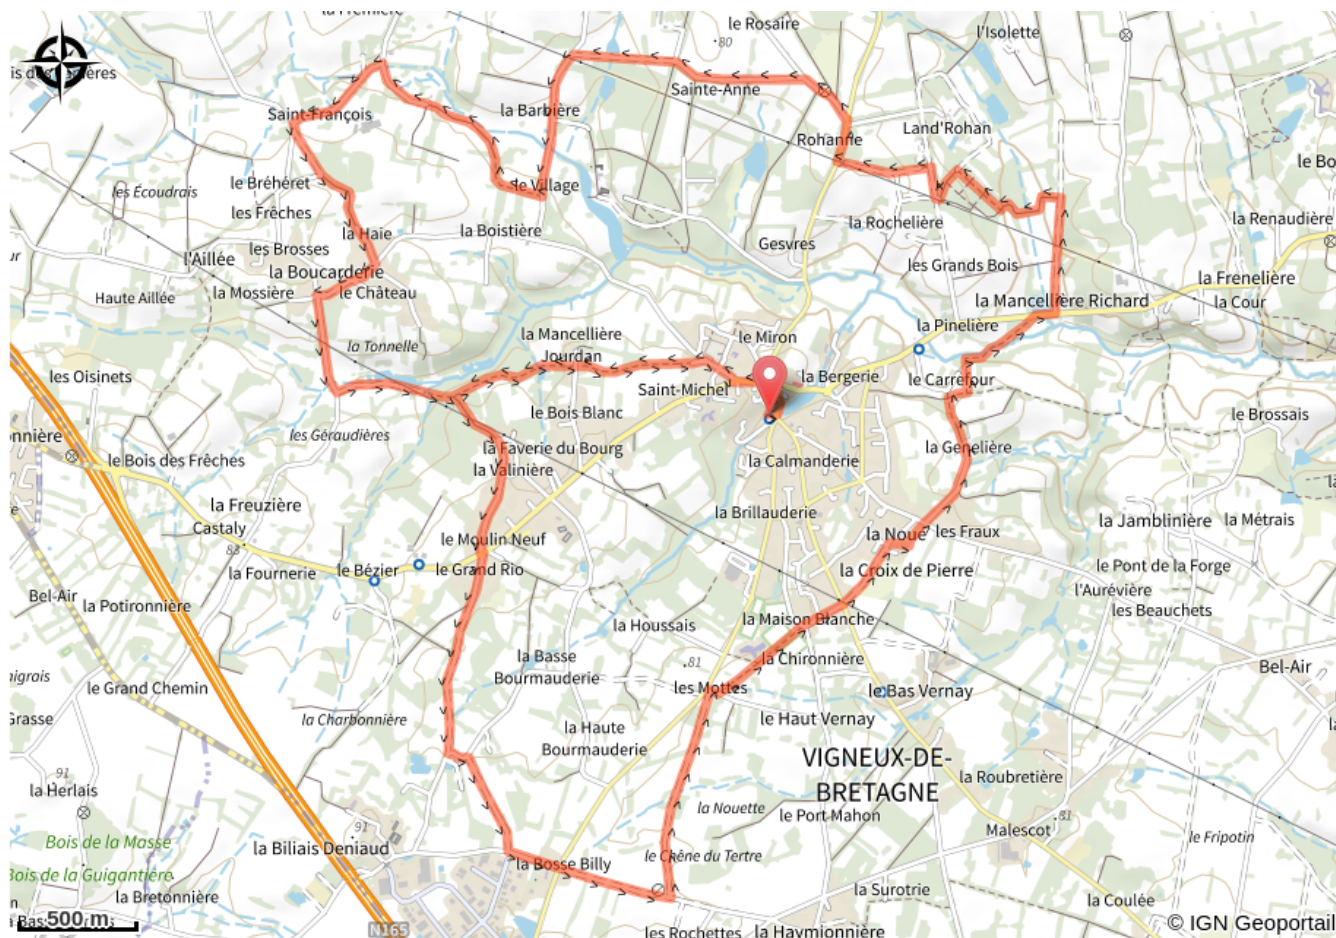 le Rosaire
80
l'Isolette
Sainte-Anne
la Barbière
Saint-François
Rohanne
Land'Rohan
les Écoudrais
le Bréhéret
le Village
les Frêches
la Haie
la Boistière
les Brosses
l'Aillée
la Boucarderie
Haute Aillée
la Mossière
le Château
Gesvres
la Rochelière
la Renaudière
les Grands Bois
la Frenelière
la Cour
la Mancellière Richard
la Pinelière
la Mancellière
Jourdan
la Tonnelle
le Miron
les Oisinets
Saint-Michel
la Bergerie
le Carrefour
le Bois Blanc
le Brossais
les Géraudières
la Faverie du Bourg
la Valinière
la Genelière
le Bois des Frêches
la Calmanderie
la Freuzière
Castaly
83
la Brillauderie
la Noue
les Fraux
la Jamblinière
la Métrais
le Moulin Neuf
la Fournerie
le Bézier
le Grand Rio
la Croix de Pierre
le Pont de la Forge
l'Aurévière
les Beauchets
Bel-Air
la Potironnière
la Houssais
la Maison Blanche
la Basse
Bourmauderie
81
la Chironnière
Bel-Air
le Grand Chemin
les Mottes
le Bas Vernay
la Charbonnière
la Haute
Bourmauderie
le Haut Vernay
VIGNEUX-DE-
BRETAGNE
la Roubretière
91
la Herlais
la Nouette
le Port Mahon
81
Malescot
le Fripotin
91
Bois de la Masse
la Biliais Deniaud
la Bosse Billy
le Chêne du Tertre
Bois de la Guigantière
la Bretonnière
la Surotrie
la Coulée
500 m
N165
les Rochettes
la Haymionnière
© IGN Geoportail